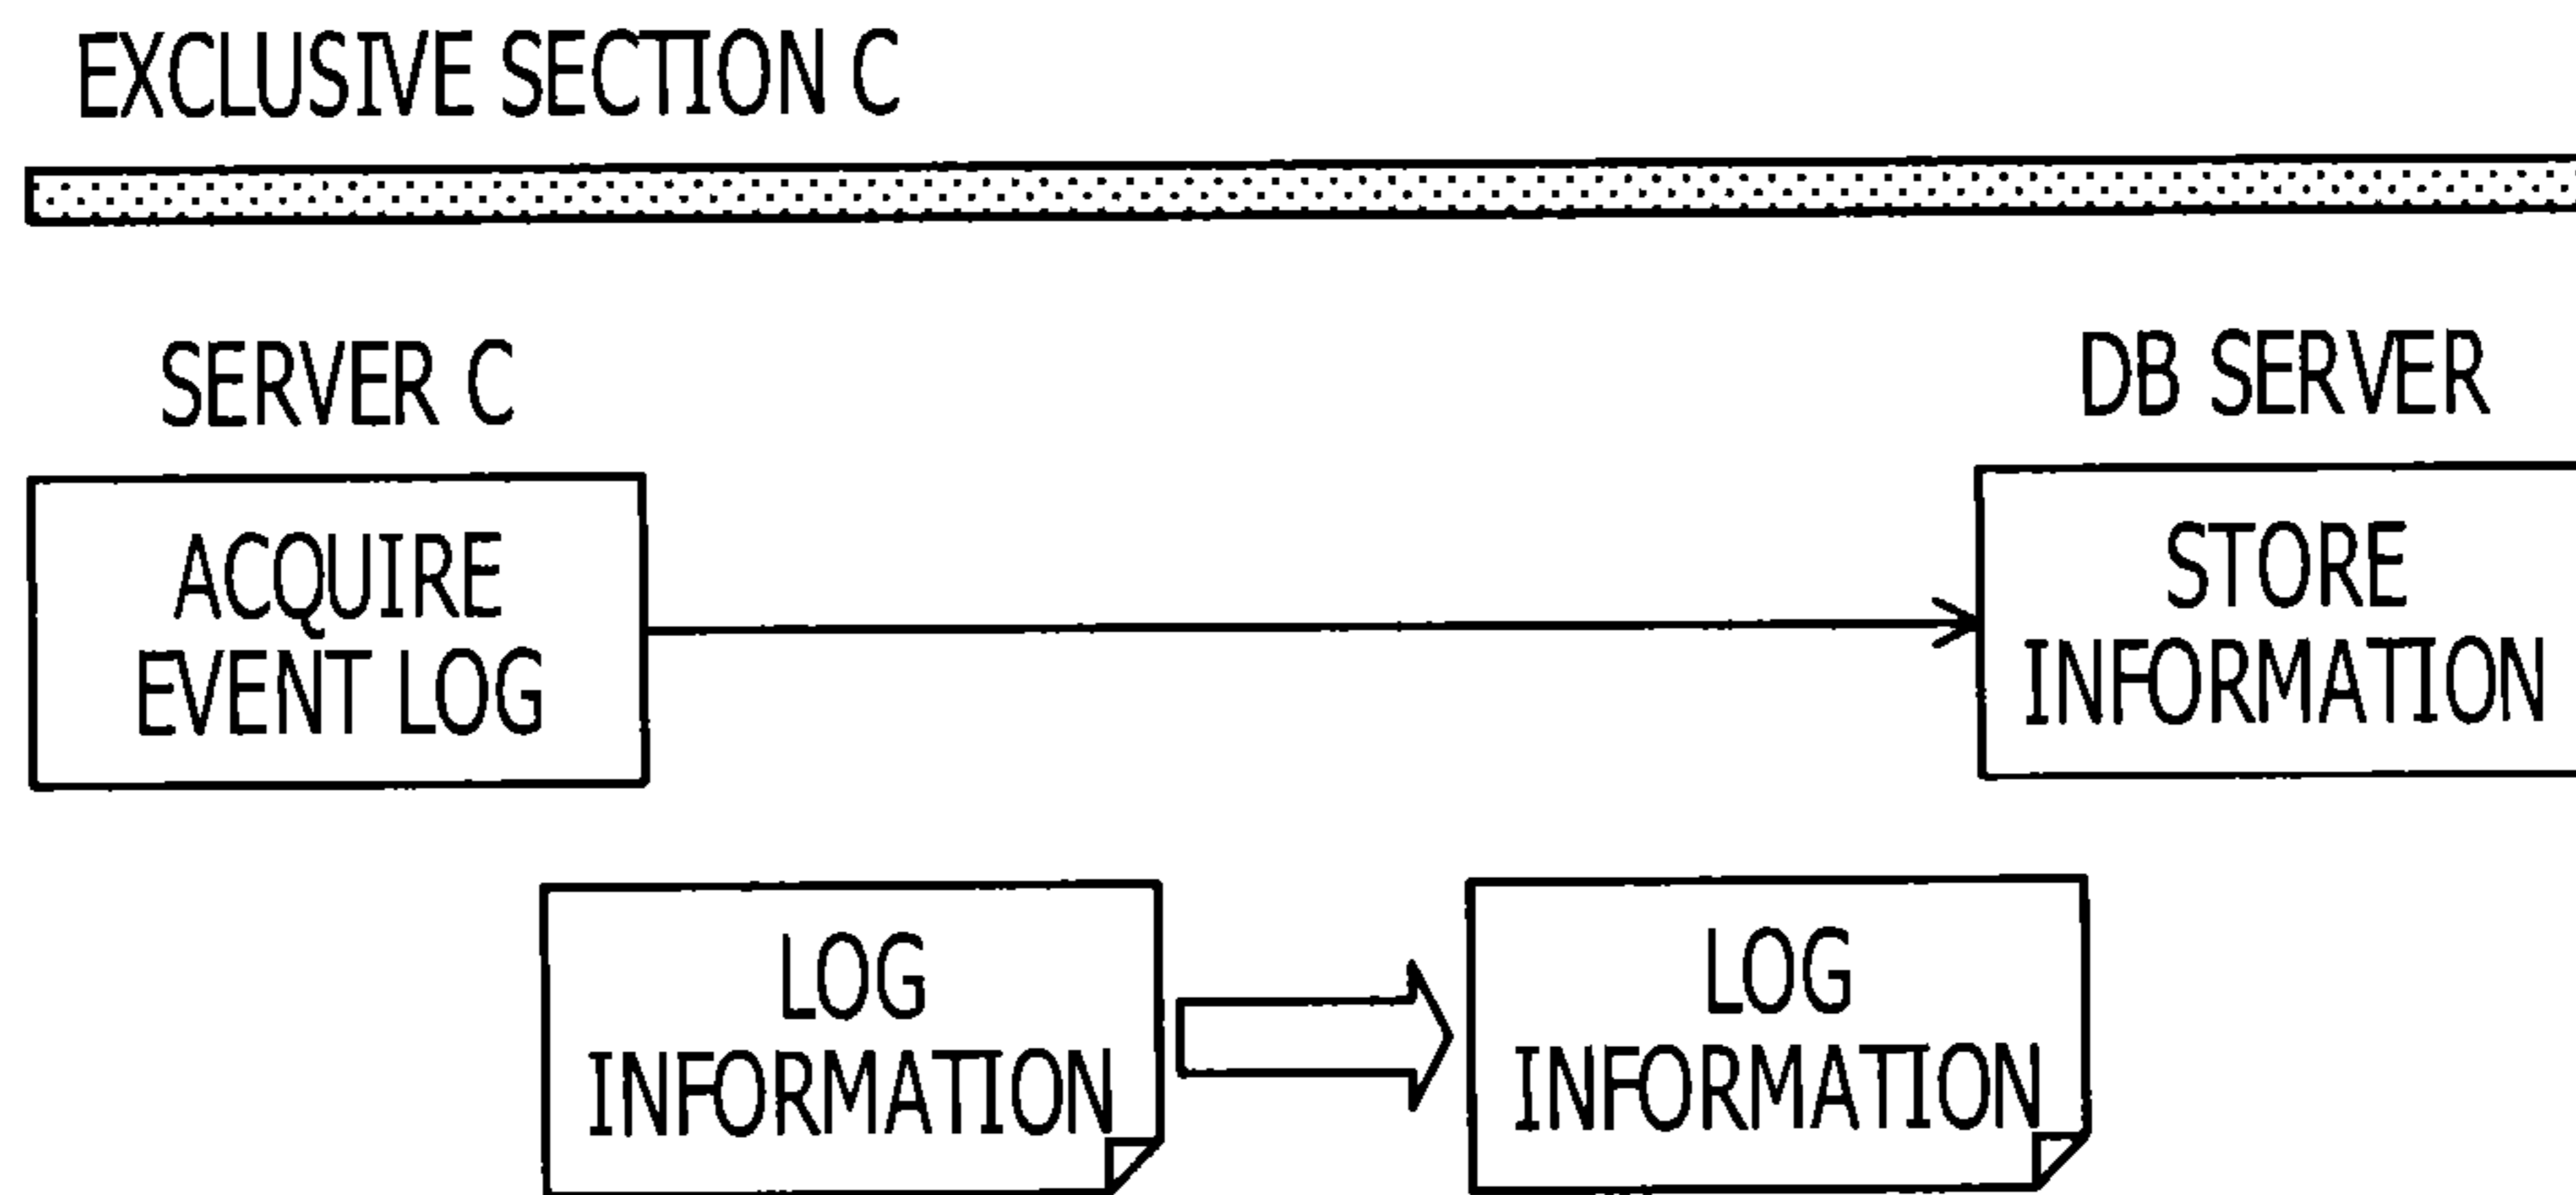 EXCLUSIVE SECTION C
SERVER C
DB SERVER
ACQUIRE
EVENT LOG
STORE
INFORMATION
LOG
INFORMATION
LOG
INFORMATION